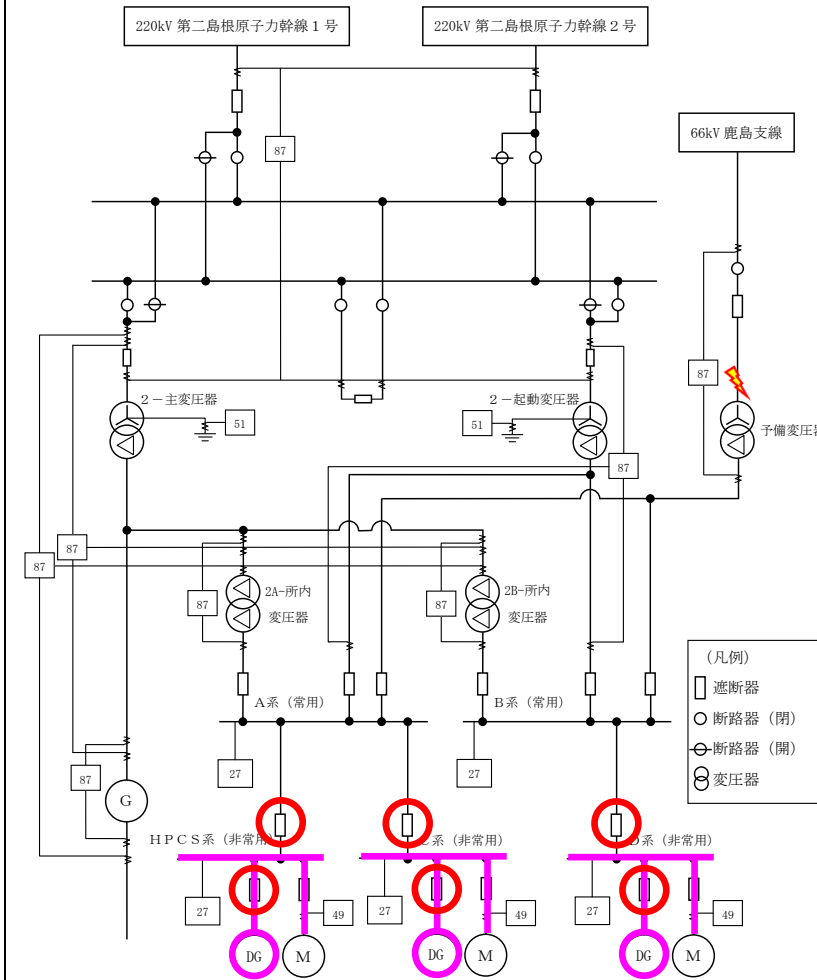 220kV 第二島根原子力幹線１号
220kV 第二島根原子力幹線２号
66kV 鹿島支線
87
87
２－主変圧器
51
２－起動変圧器
51
予備変圧器
87
87
87
87
2A-所内
変圧器
87
2B-所内
変圧器
(凡例)
遮断器
断路器（閉）
断路器（開）
変圧器
Ａ系（常用）
Ｂ系（常用）
27
27
87
G
ＨＰＣＳ系（非常用）
Ｃ系（非常用）
Ｄ系（非常用）
27
49
27
49
27
49
DG
M
DG
M
DG
M